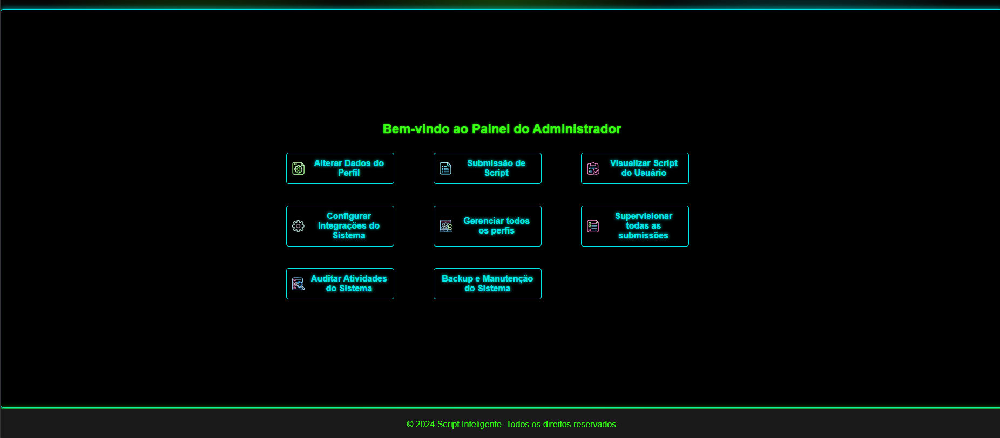 Bem-vindo ao Painel do Administrador
Alterar Dados do
Perfil
Submissão de
Script
Visualizar Script
do Usuário
Configurar
Integrações do
Sistema
Gerenciar todos
os perfis
Supervisionar
todas as
submissões
Auditar Atividades
do Sistema
Backup e Manutenção
do Sistema
© 2024 Script Inteligente. Todos os direitos reservados.